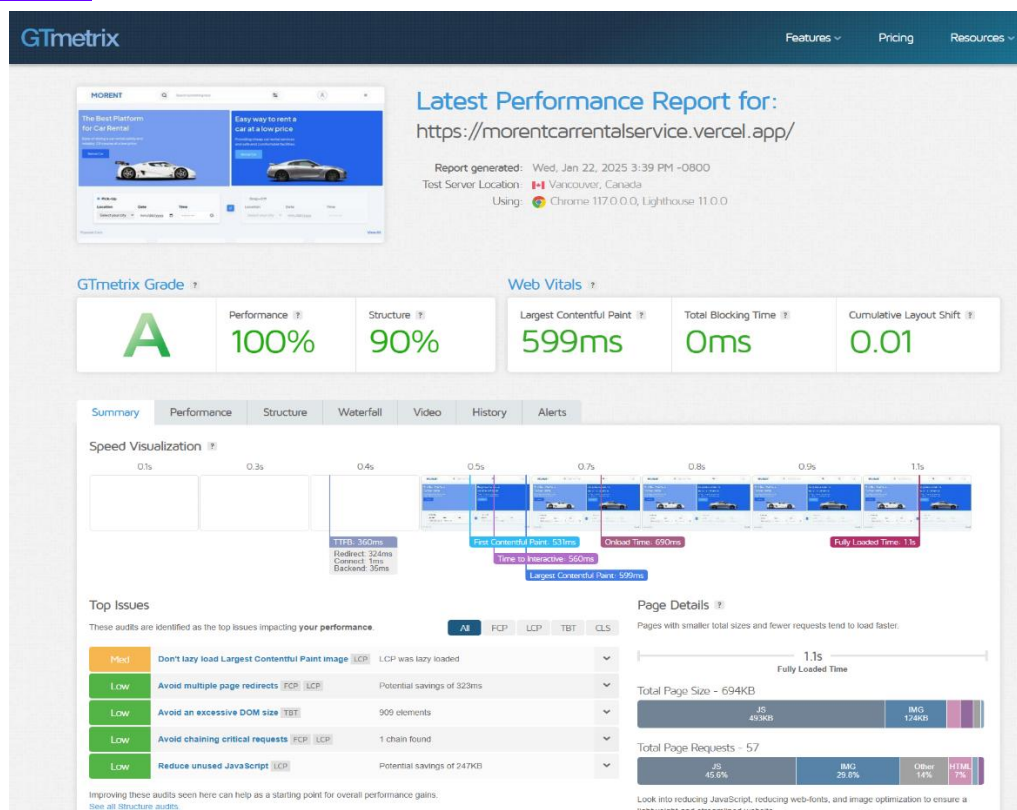 GTmetrix
Features
Pricing
Resources
MORENT
The Best Platform
for Car Rental
Easy way to rent a
car at a low price
Latest Performance Report for:
https://morentcarrentalservice.vercel.app/
Report generated: Wed, Jan 22, 2025 3:39 PM -0800
Test Server Location: Vancouver, Canada
Using: Chrome 117.0.0.0, Lighthouse 11.0.0
GTmetrix Grade ?
Web Vitals ?
A
Performance ?
100%
Structure ?
90%
Largest Contentful Paint ?
599ms
Total Blocking Time ?
0ms
Cumulative Layout Shift ?
0.01
Summary
Performance
Structure
Waterfall
Video
History
Alerts
Speed Visualization ?
0.1s 0.3s 0.4s 0.5s 0.7s 0.8s 0.9s 1.1s
TTFB: 360ms
Redirect: 324ms
Connect: 1ms
Backend: 35ms
First Contentful Paint: 531ms
Time to Interactive: 560ms
Largest Contentful Paint: 599ms
Onload Time: 690ms
Fully Loaded Time: 1.1s
Top Issues
These audits are identified as the top issues impacting your performance.
All FCP LCP TBT CLS
Med Don't lazy load Largest Contentful Paint image LCP LCP was lazy loaded
Low Avoid multiple page redirects FCP LCP Potential savings of 323ms
Low Avoid an excessive DOM size TBT 909 elements
Low Avoid chaining critical requests FCP LCP 1 chain found
Low Reduce unused JavaScript LCP Potential savings of 247KB
Improving these audits seen here can help as a starting point for overall performance gains.
See all Structure audits
Page Details ?
Pages with smaller total sizes and fewer requests tend to load faster.
1.1s
Fully Loaded Time
Total Page Size - 694KB
JS
493KB
IMG
124KB
Total Page Requests - 57
JS
45.6%
IMG
29.8%
Other
14%
HTML
7%
Look into reducing JavaScript, reducing web-fonts, and image optimization to ensure a